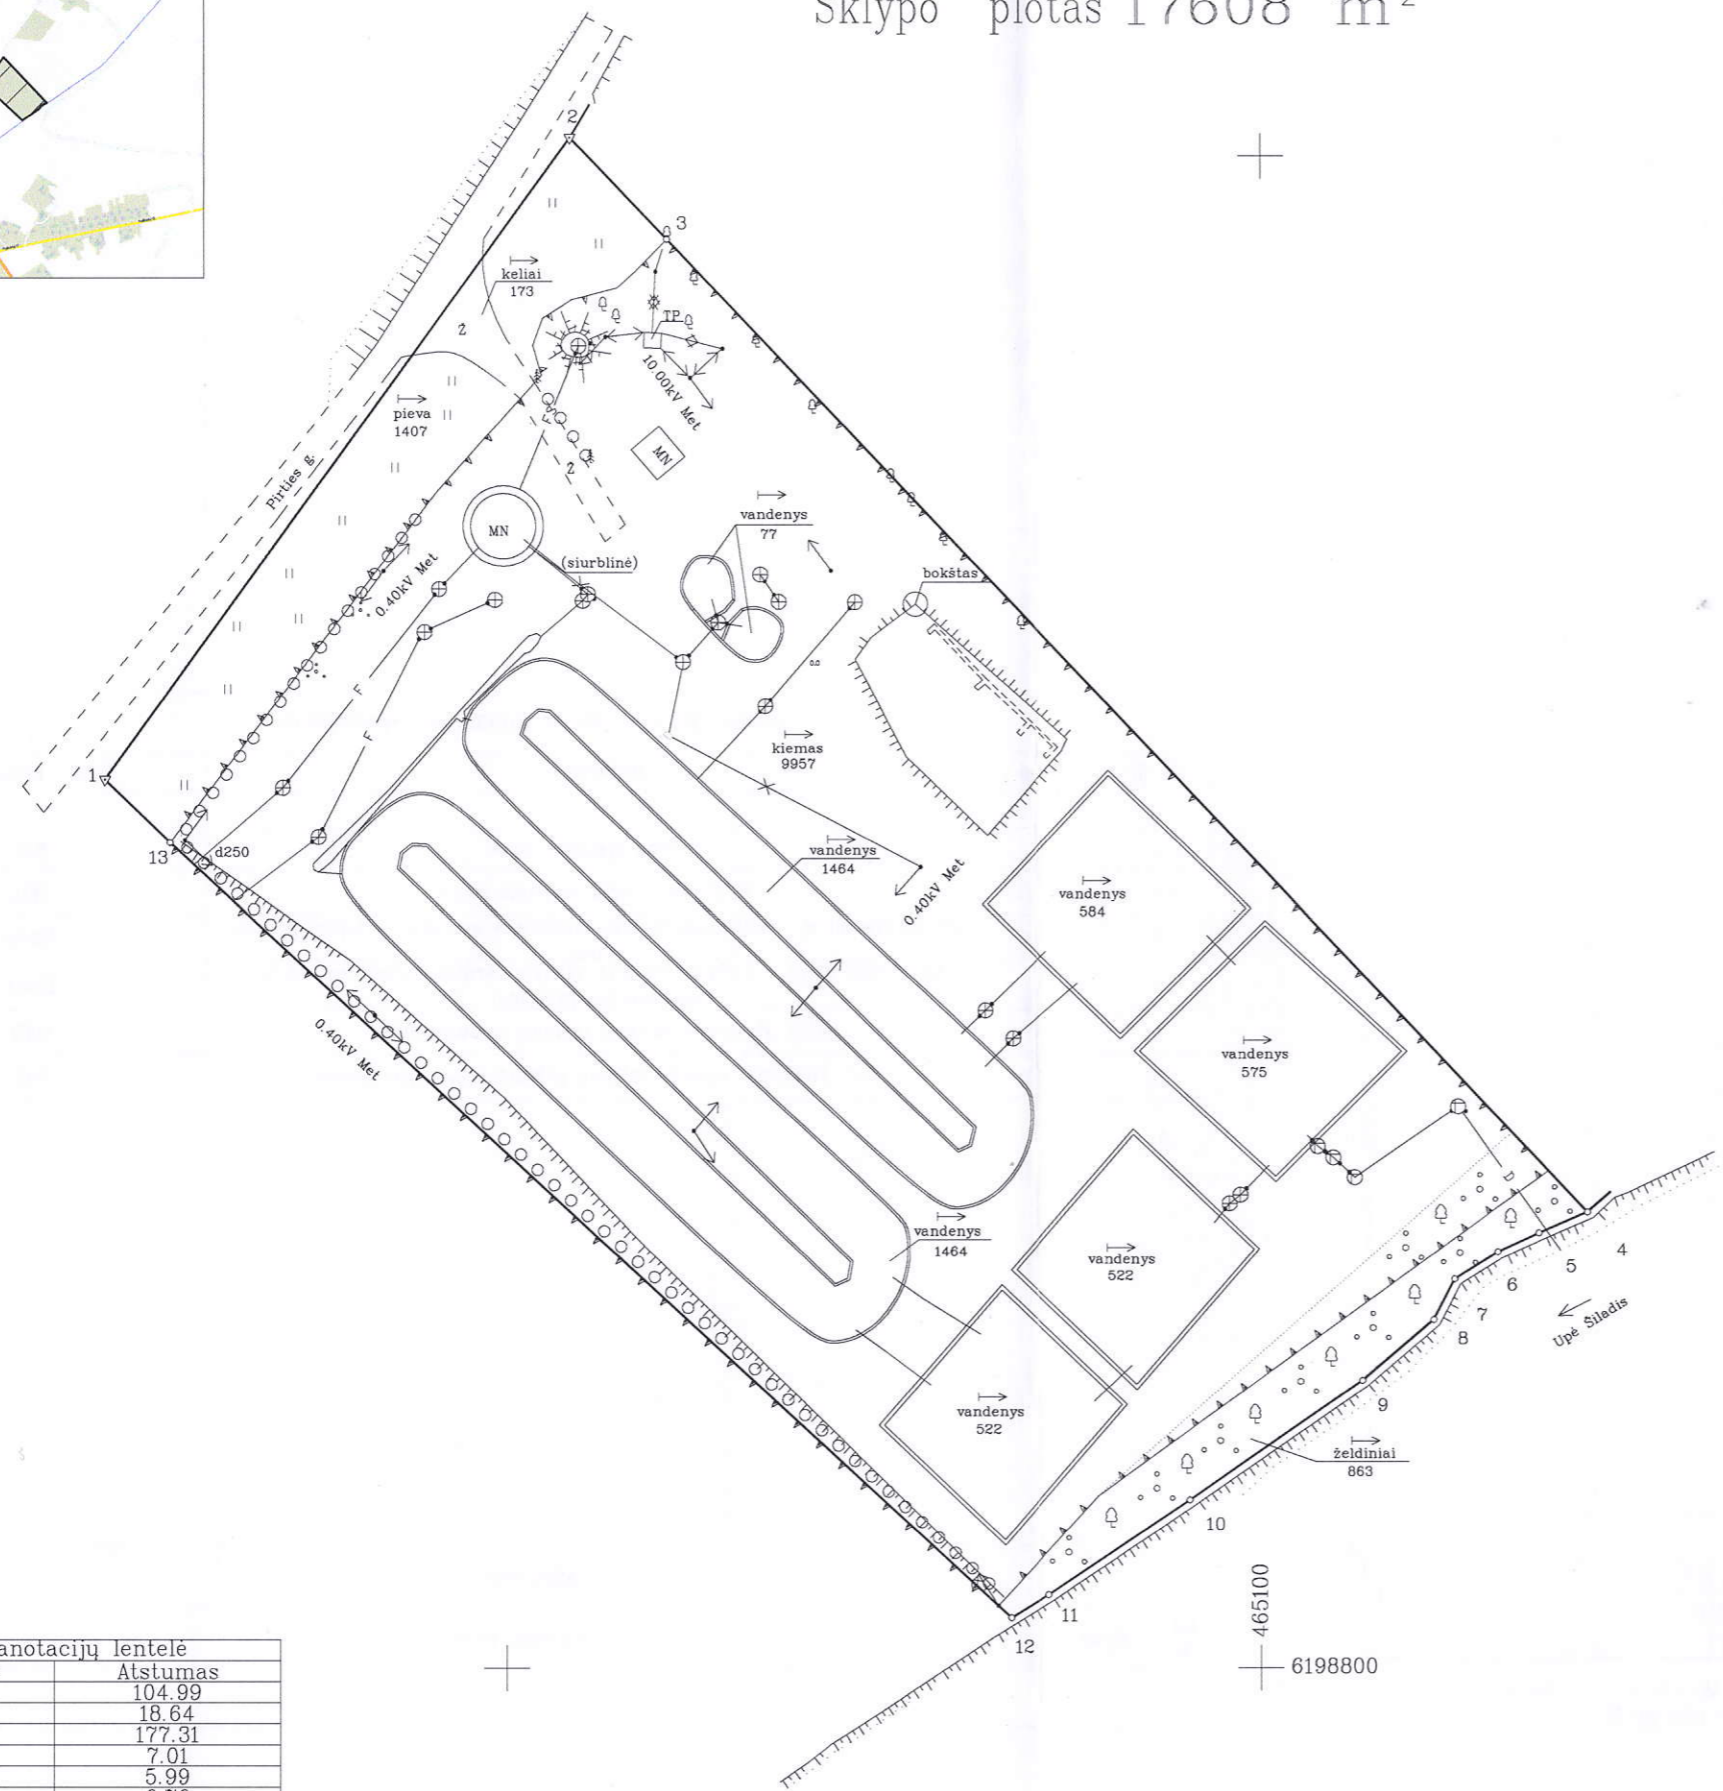 Sklypo plotas 17608 m²
2
3
keliai
173
TP
ž
10.00kV Met
pieva
1407
MN
Pirties g.
ž
vandenys
77
MN
(siurblinė)
bokštas
0.40kV Met
F
F
F
kiemas
9957
1
13
d250
vandenys
1464
0.40kV Met
vandenys
584
0.40kV Met
vandenys
575
D
vandenys
1464
vandenys
522
4
5
6
7
8
Upė Šiladis
9
vandenys
522
želdiniai
863
10
11
12
465100
6198800
anotacijų lentelė
Atstumas
104.99
18.64
177.31
7.01
5.99